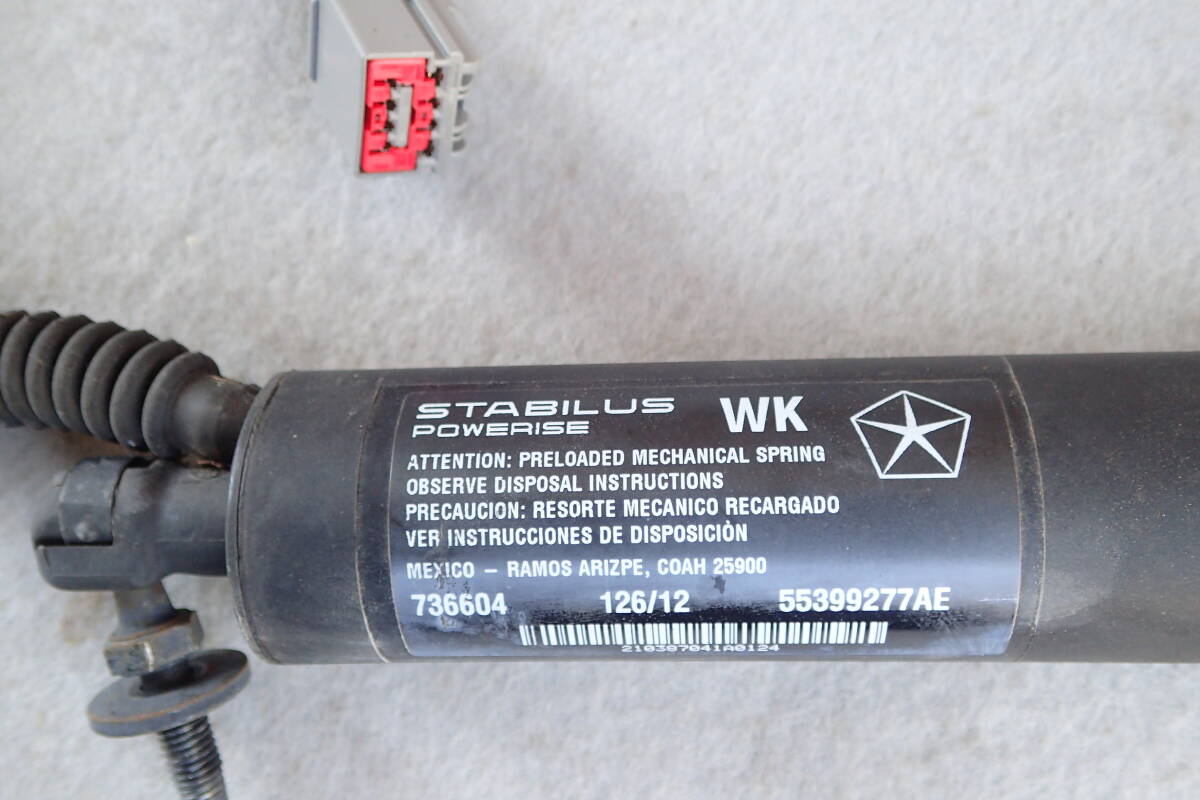 STABILUS
POWERISE
WK
ATTENTION: PRELOADED MECHANICAL SPRING
OBSERVE DISPOSAL INSTRUCTIONS
PRECAUCION: RESORTE MECANICO RECARGADO
VER INSTRUCCIONES DE DISPOSICIÒN
MEXICO – RAMOS ARIZPE, COAH 25900
736604 126/12 55399277AE
210387041A0124